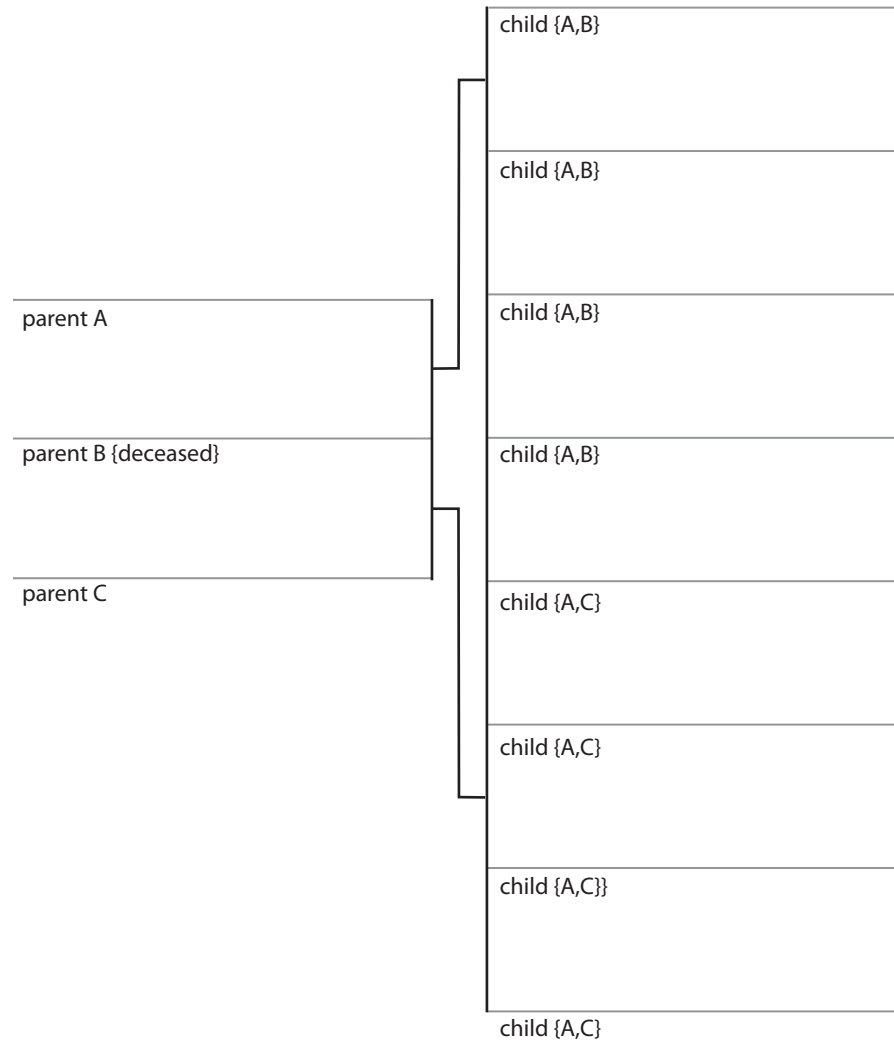 parent A
parent B {deceased}
parent C
child {A,B}
child {A,B}
child {A,B}
child {A,B}
child {A,C}
child {A,C}
child {A,C}}
child {A,C}